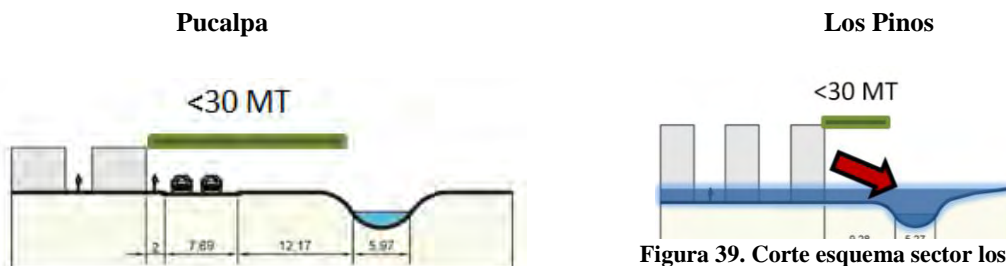 Pucalpa
Los Pinos
<30 MT
<30 MT
2 7.69 12.17 5.97
Figura 39. Corte esquema sector los